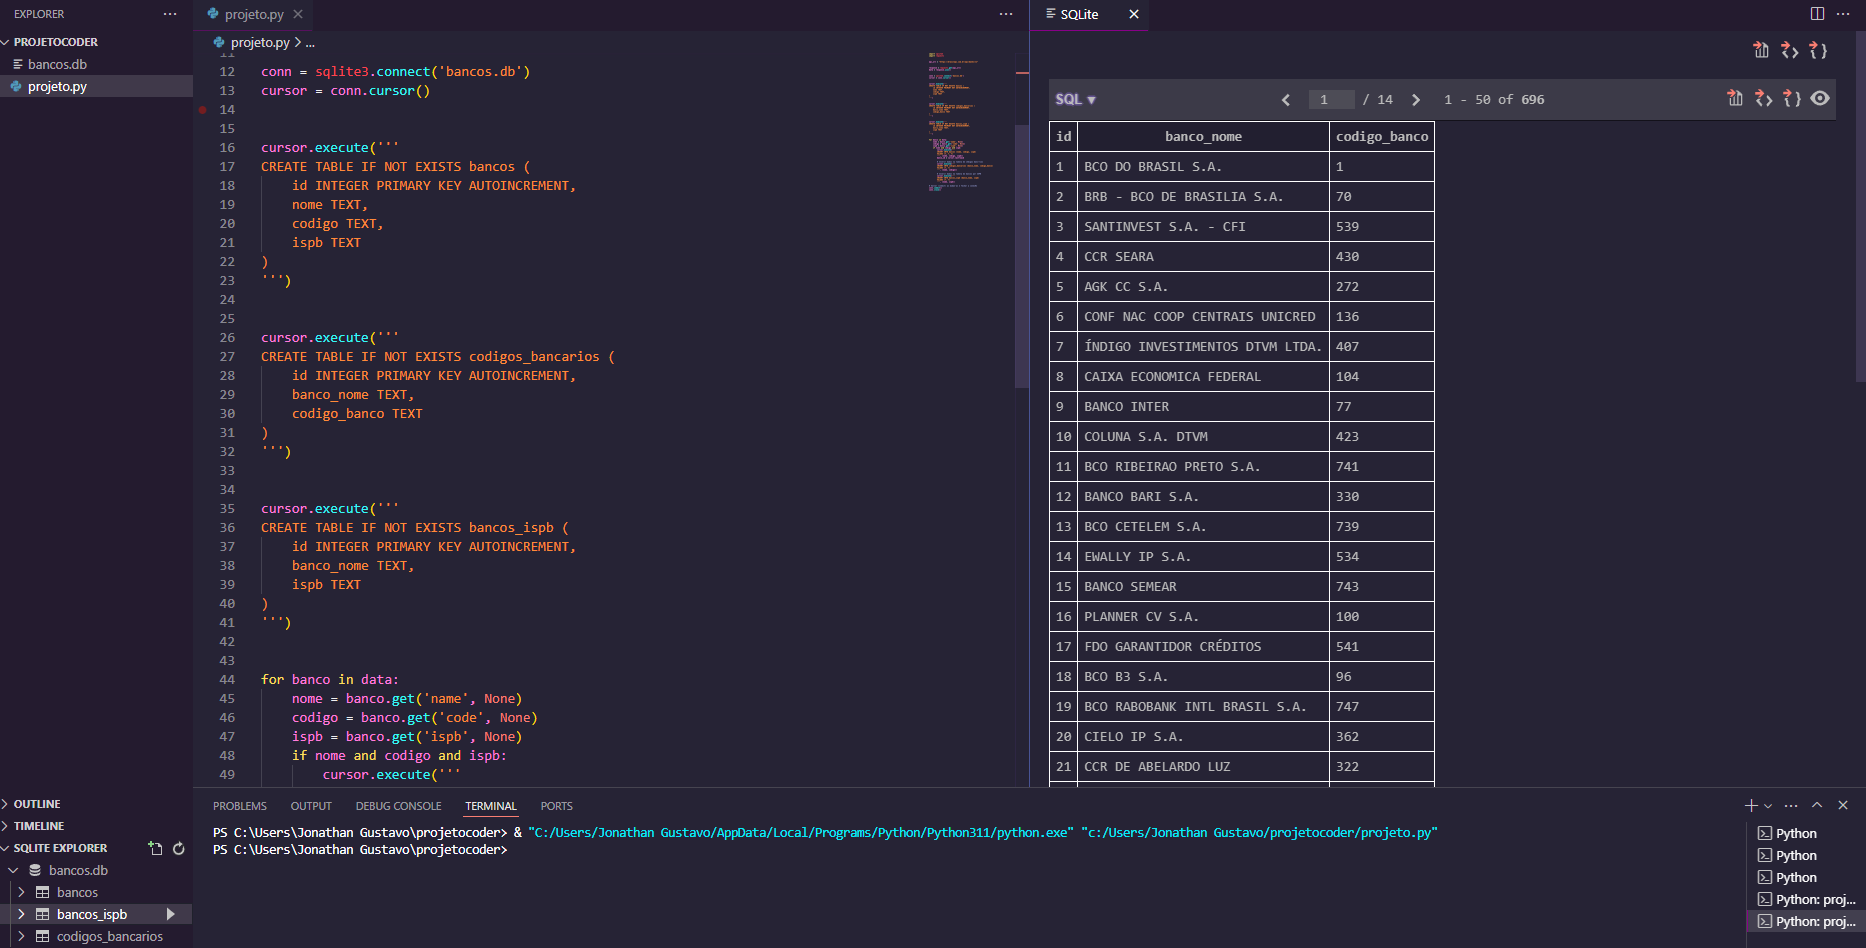 EXPLORER
PROJETOCODER
bancos.db
projeto.py
projeto.py
projeto.py > ...
11
12 conn = sqlite3.connect('bancos.db')
13 cursor = conn.cursor()
14
15
16 cursor.execute('''
17 CREATE TABLE IF NOT EXISTS bancos (
18 id INTEGER PRIMARY KEY AUTOINCREMENT,
19 nome TEXT,
20 codigo TEXT,
21 ispb TEXT
22 )
23 ''')
24
25
26 cursor.execute('''
27 CREATE TABLE IF NOT EXISTS codigos_bancarios (
28 id INTEGER PRIMARY KEY AUTOINCREMENT,
29 banco_nome TEXT,
30 codigo_banco TEXT
31 )
32 ''')
33
34
35 cursor.execute('''
36 CREATE TABLE IF NOT EXISTS bancos_ispb (
37 id INTEGER PRIMARY KEY AUTOINCREMENT,
38 banco_nome TEXT,
39 ispb TEXT
40 )
41 ''')
42
43
44 for banco in data:
45 nome = banco.get('name', None)
46 codigo = banco.get('code', None)
47 ispb = banco.get('ispb', None)
48 if nome and codigo and ispb:
49 cursor.execute('''
SQLite
SQL ▼ < 1 / 14 > 1 - 50 of 696
id banco_nome codigo_banco
1 BCO DO BRASIL S.A. 1
2 BRB - BCO DE BRASILIA S.A. 70
3 SANTINVEST S.A. - CFI 539
4 CCR SEARA 430
5 AGK CC S.A. 272
6 CONF NAC COOP CENTRAIS UNICRED 136
7 ÍNDIGO INVESTIMENTOS DTVM LTDA. 407
8 CAIXA ECONOMICA FEDERAL 104
9 BANCO INTER 77
10 COLUNA S.A. DTVM 423
11 BCO RIBEIRAO PRETO S.A. 741
12 BANCO BARI S.A. 330
13 BCO CETELEM S.A. 739
14 EWALLY IP S.A. 534
15 BANCO SEMEAR 743
16 PLANNER CV S.A. 100
17 FDO GARANTIDOR CRÉDITOS 541
18 BCO B3 S.A. 96
19 BCO RABOBANK INTL BRASIL S.A. 747
20 CIELO IP S.A. 362
21 CCR DE ABELARDO LUZ 322
OUTLINE
TIMELINE
SQLITE EXPLORER
bancos.db
bancos
bancos_ispb
codigos_bancarios
PROBLEMS OUTPUT DEBUG CONSOLE TERMINAL PORTS
PS C:\Users\Jonathan Gustavo\projetocoder> & "C:/Users/Jonathan Gustavo/AppData/Local/Programs/Python/Python311/python.exe" "c:/Users/Jonathan Gustavo/projetocoder/projeto.py"
PS C:\Users\Jonathan Gustavo\projetocoder>
Python
Python
Python
Python: proj...
Python: proj...